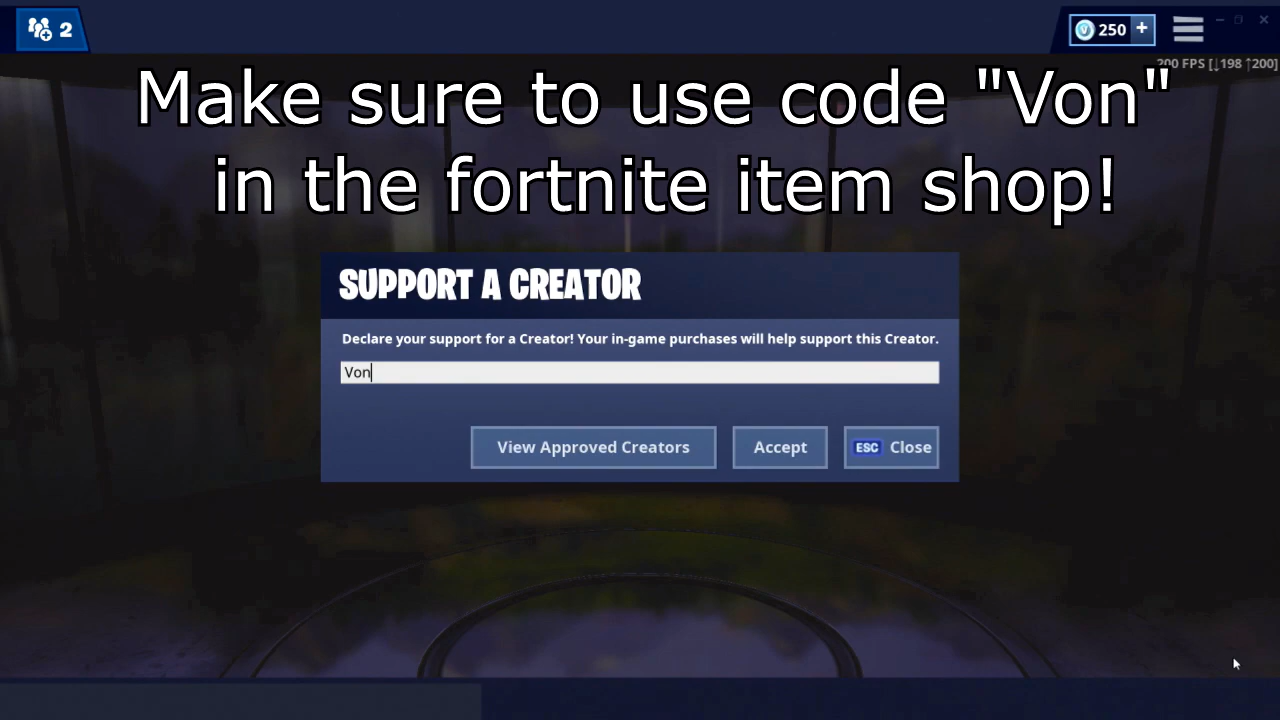 2
250 +
200 FPS [↓198 ↑200]
Make sure to use code "Von"
in the fortnite item shop!
SUPPORT A CREATOR
Declare your support for a Creator! Your in-game purchases will help support this Creator.
Von
View Approved Creators Accept ESC Close